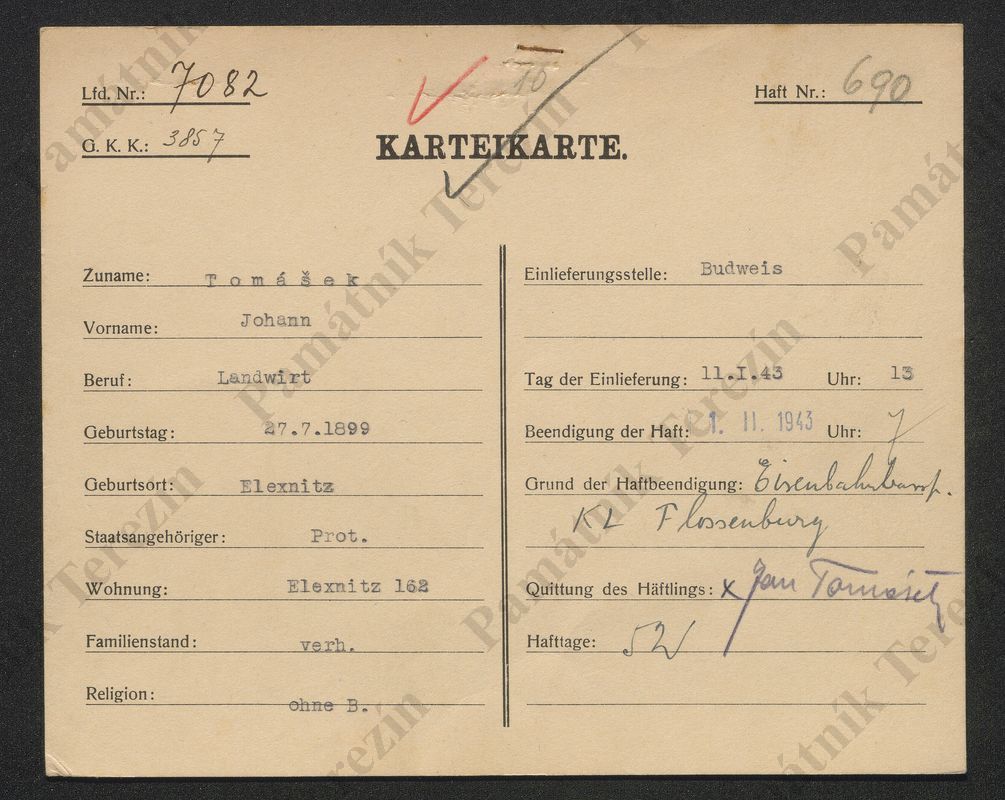 Lfd. Nr.: 7082
G. K. K.: 3857
10
Haft Nr.: 690
KARTEIKARTE.
Zuname: Tomášek
Vorname: Johann
Beruf: Landwirt
Geburtstag: 27.7.1899
Geburtsort: Elexnitz
Staatsangehöriger: Prot.
Wohnung: Elexnitz 162
Familienstand: verh.
Religion: ohne B.
Einlieferungsstelle: Budweis
Tag der Einlieferung: 11.I.43 Uhr: 13
Beendigung der Haft: 1. II. 1943 Uhr: 7
Grund der Haftbeendigung:
KL Flossenburg
Quittung des Häftlings: x Jan Tomášek
Hafttage:
Památník Terezín